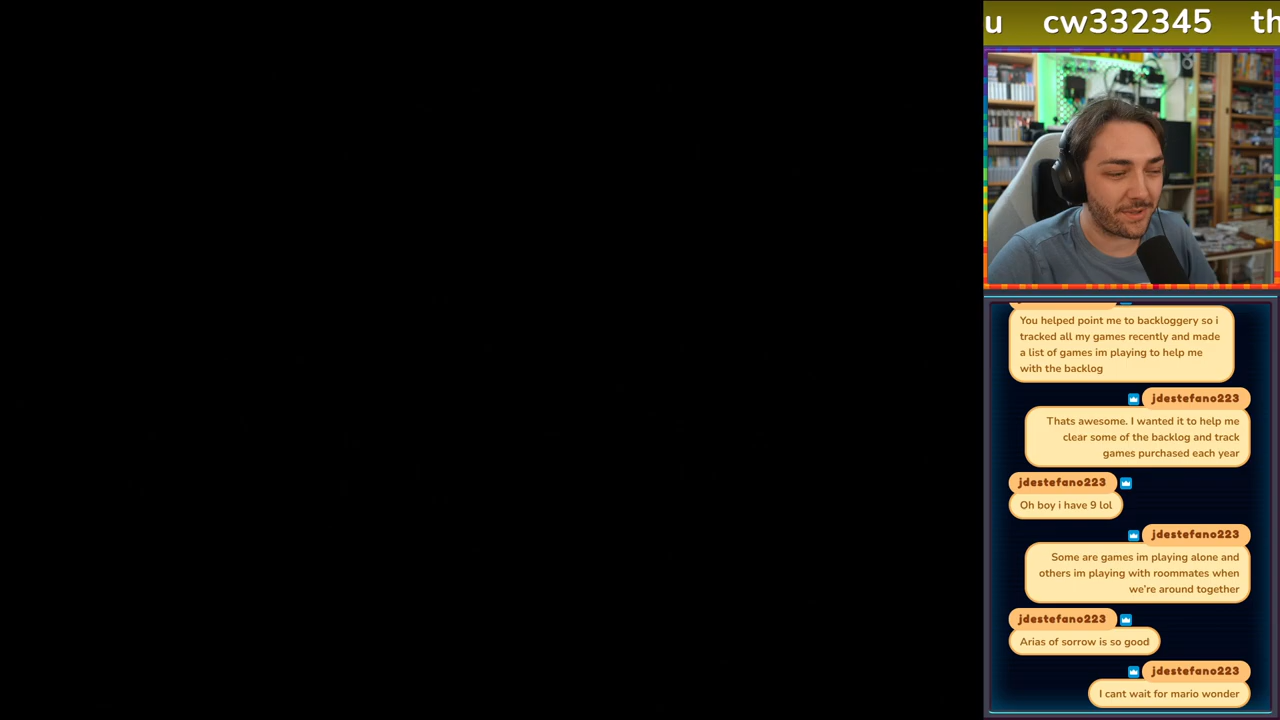 u cw332345 th
You helped point me to backloggery so i
tracked all my games recently and made
a list of games im playing to help me
with the backlog
jdestefano223
Thats awesome. I wanted it to help me
clear some of the backlog and track
games purchased each year
jdestefano223
Oh boy i have 9 lol
jdestefano223
Some are games im playing alone and
others im playing with roommates when
we're around together
jdestefano223
Arias of sorrow is so good
jdestefano223
I cant wait for mario wonder